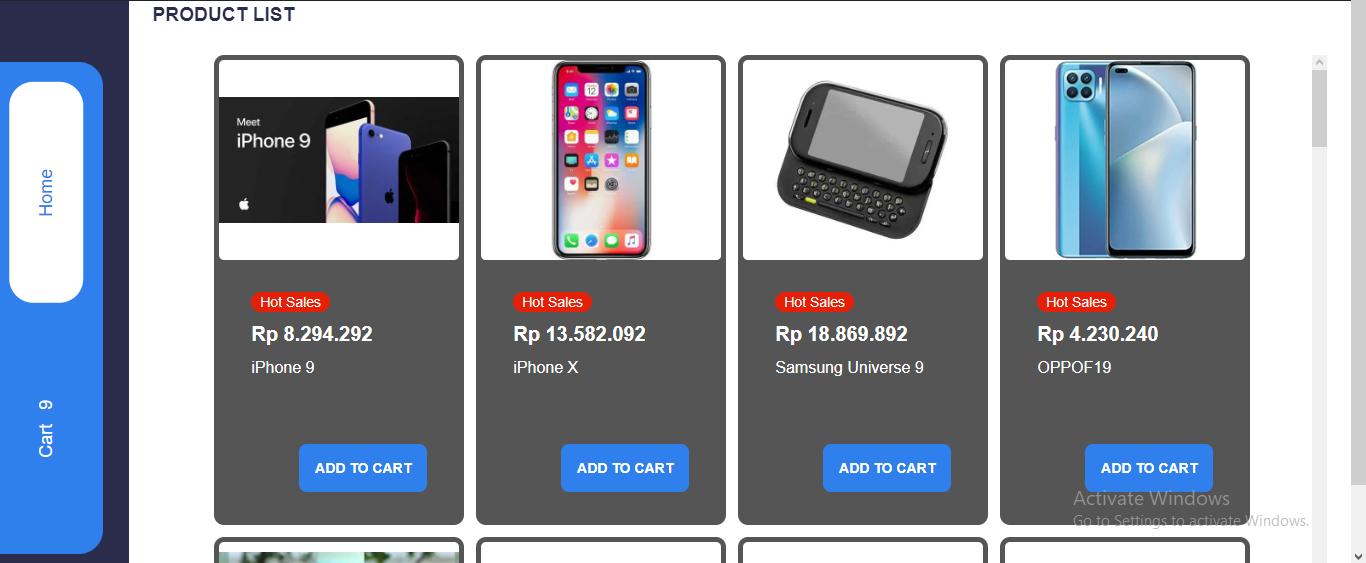 PRODUCT LIST
Home
Cart 9
Meet
iPhone 9
Hot Sales
Rp 8.294.292
iPhone 9
ADD TO CART
Hot Sales
Rp 13.582.092
iPhone X
ADD TO CART
Hot Sales
Rp 18.869.892
Samsung Universe 9
ADD TO CART
Hot Sales
Rp 4.230.240
OPPOF19
ADD TO CART
Activate Windows
Go to Settings to activate Windows.